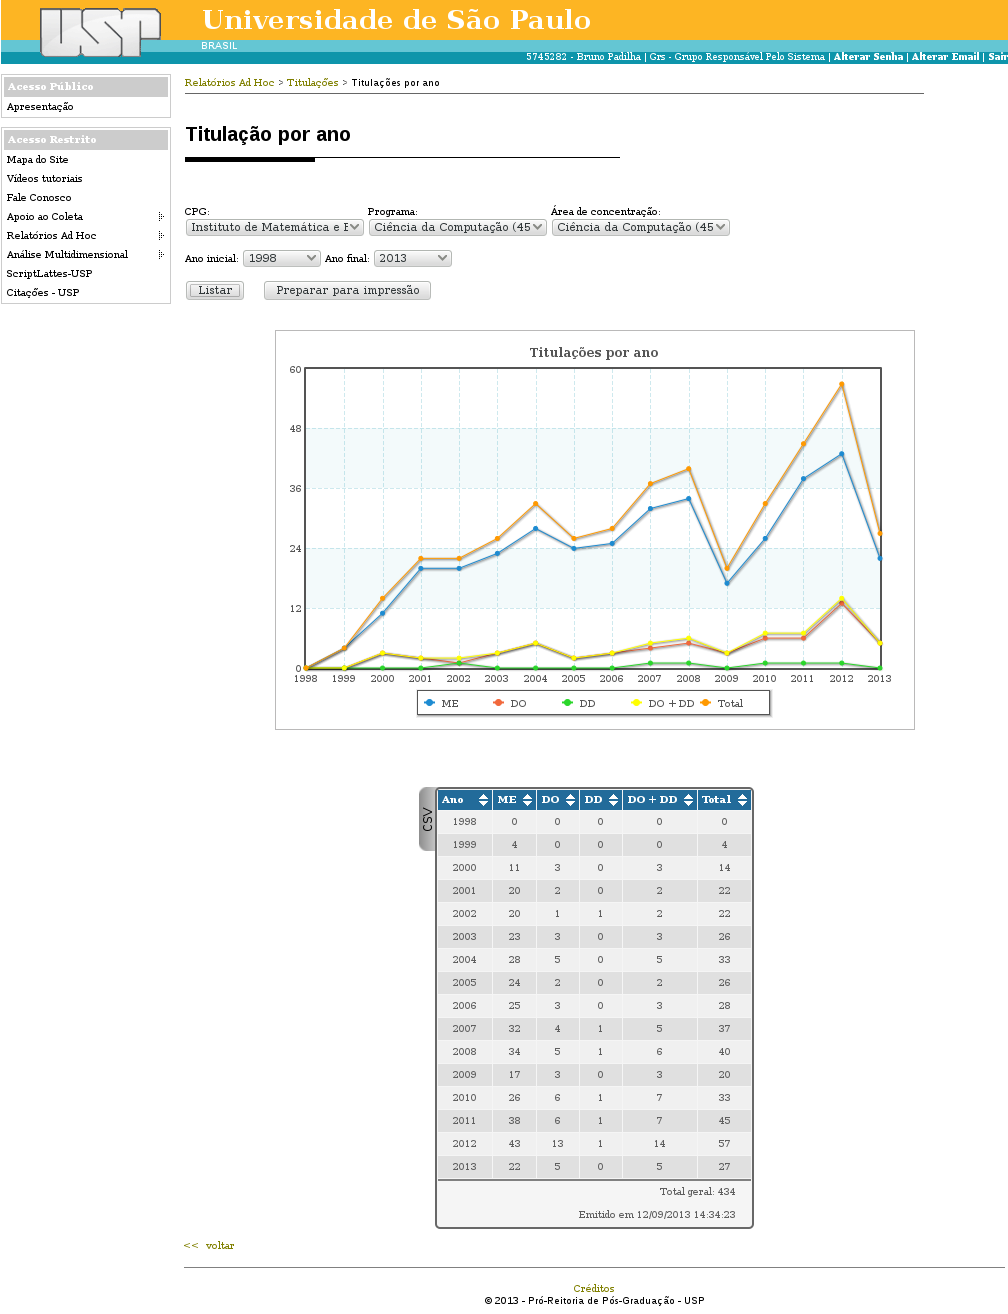 USP
Universidade de São Paulo
BRASIL
5745282 - Bruno Padilha | Grs - Grupo Responsável Pelo Sistema | Alterar Senha | Alterar Email | Sair
Acesso Público
Apresentação
Acesso Restrito
Mapa do Site
Vídeos tutoriais
Fale Conosco
Apoio ao Coleta
Relatórios Ad Hoc
Análise Multidimensional
ScriptLattes-USP
Citações - USP
Relatórios Ad Hoc > Titulações > Titulações por ano
Titulação por ano
CPG: Programa: Área de concentração:
Instituto de Matemática e E Ciência da Computação (45 Ciência da Computação (45
Ano inicial: 1998 Ano final: 2013
Listar Preparar para impressão
Titulações por ano
60
48
36
24
12
0
1998 1999 2000 2001 2002 2003 2004 2005 2006 2007 2008 2009 2010 2011 2012 2013
ME DO DD DO + DD Total
CSV
Ano ME DO DD DO + DD Total
1998 0 0 0 0 0
1999 4 0 0 0 4
2000 11 3 0 3 14
2001 20 2 0 2 22
2002 20 1 1 2 22
2003 23 3 0 3 26
2004 28 5 0 5 33
2005 24 2 0 2 26
2006 25 3 0 3 28
2007 32 4 1 5 37
2008 34 5 1 6 40
2009 17 3 0 3 20
2010 26 6 1 7 33
2011 38 6 1 7 45
2012 43 13 1 14 57
2013 22 5 0 5 27
Total geral: 434
Emitido em 12/09/2013 14:34:23
<< voltar
Créditos
© 2013 - Pró-Reitoria de Pós-Graduação - USP